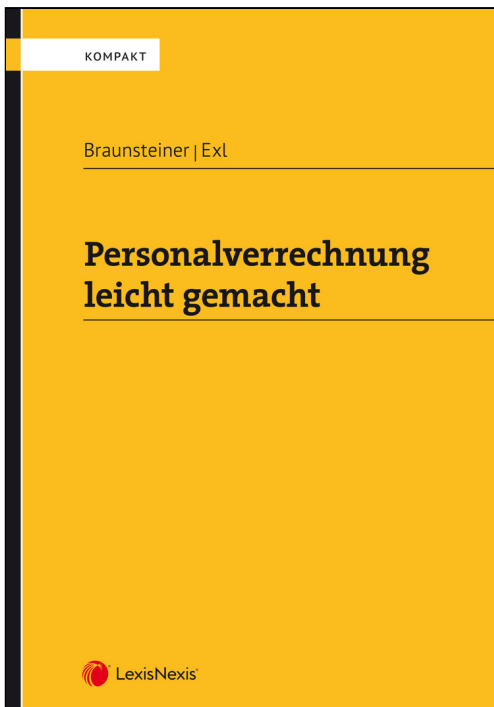 KOMPAKT
Braunsteiner | Exl
Personalverrechnung
leicht gemacht
LexisNexis®